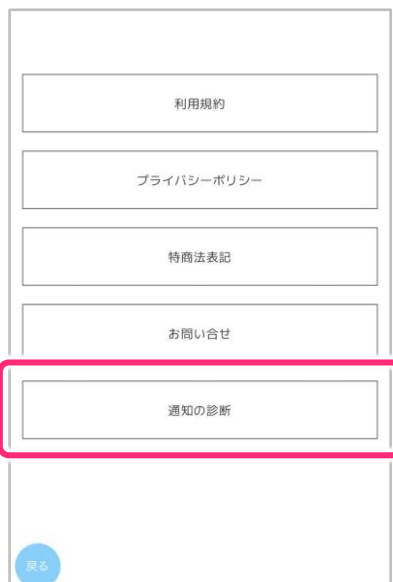 利用規約
プライバシーポリシー
特商法表記
お問い合せ
通知の診断
戻る